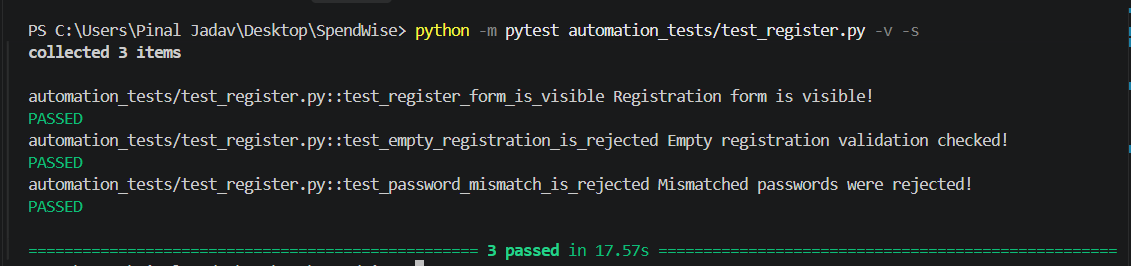 PS C:\Users\Pinal Jadav\Desktop\SpendWise> python -m pytest automation_tests/test_register.py -v -s
collected 3 items
automation_tests/test_register.py::test_register_form_is_visible Registration form is visible!
PASSED
automation_tests/test_register.py::test_empty_registration_is_rejected Empty registration validation checked!
PASSED
automation_tests/test_register.py::test_password_mismatch_is_rejected Mismatched passwords were rejected!
PASSED
============================================== 3 passed in 17.57s ===============================================